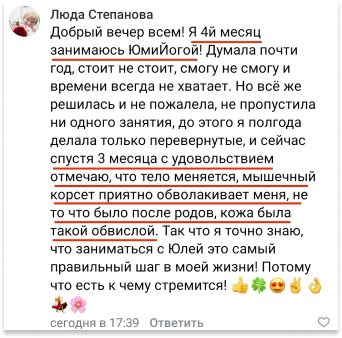 Люда Степанова
Добрый вечер всем! Я 4й месяц
занимаюсь ЮмиЙогой! Думала почти
год, стоит не стоит, смогу не смогу и
времени всегда не хватает. Но всё же
решилась и не пожалела, не пропустила
ни одного занятия, до этого я полгода
делала только перевернутые, и сейчас
спустя 3 месяца с удовольствием
отмечаю, что тело меняется, мышечный
корсет приятно обволакивает меня, не
то что было после родов, кожа была
такой обвислой. Так что я точно знаю,
что заниматься с Юлей это самый
правильный шаг в моей жизни! Потому
что есть к чему стремится! 👍🍀😍✌👌
💃🌸
сегодня в 17:39 Ответить